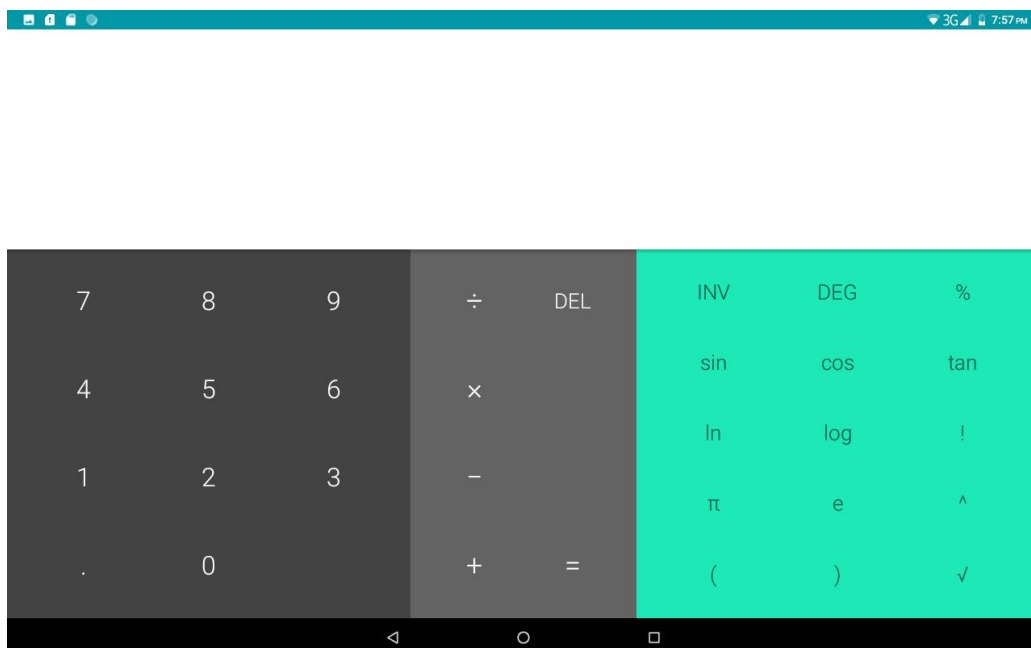 3G 7:57 PM
7 8 9 ÷ DEL INV DEG %
sin cos tan
4 5 6 ×
ln log !
1 2 3 −
π e ^
. 0 + =
( ) √